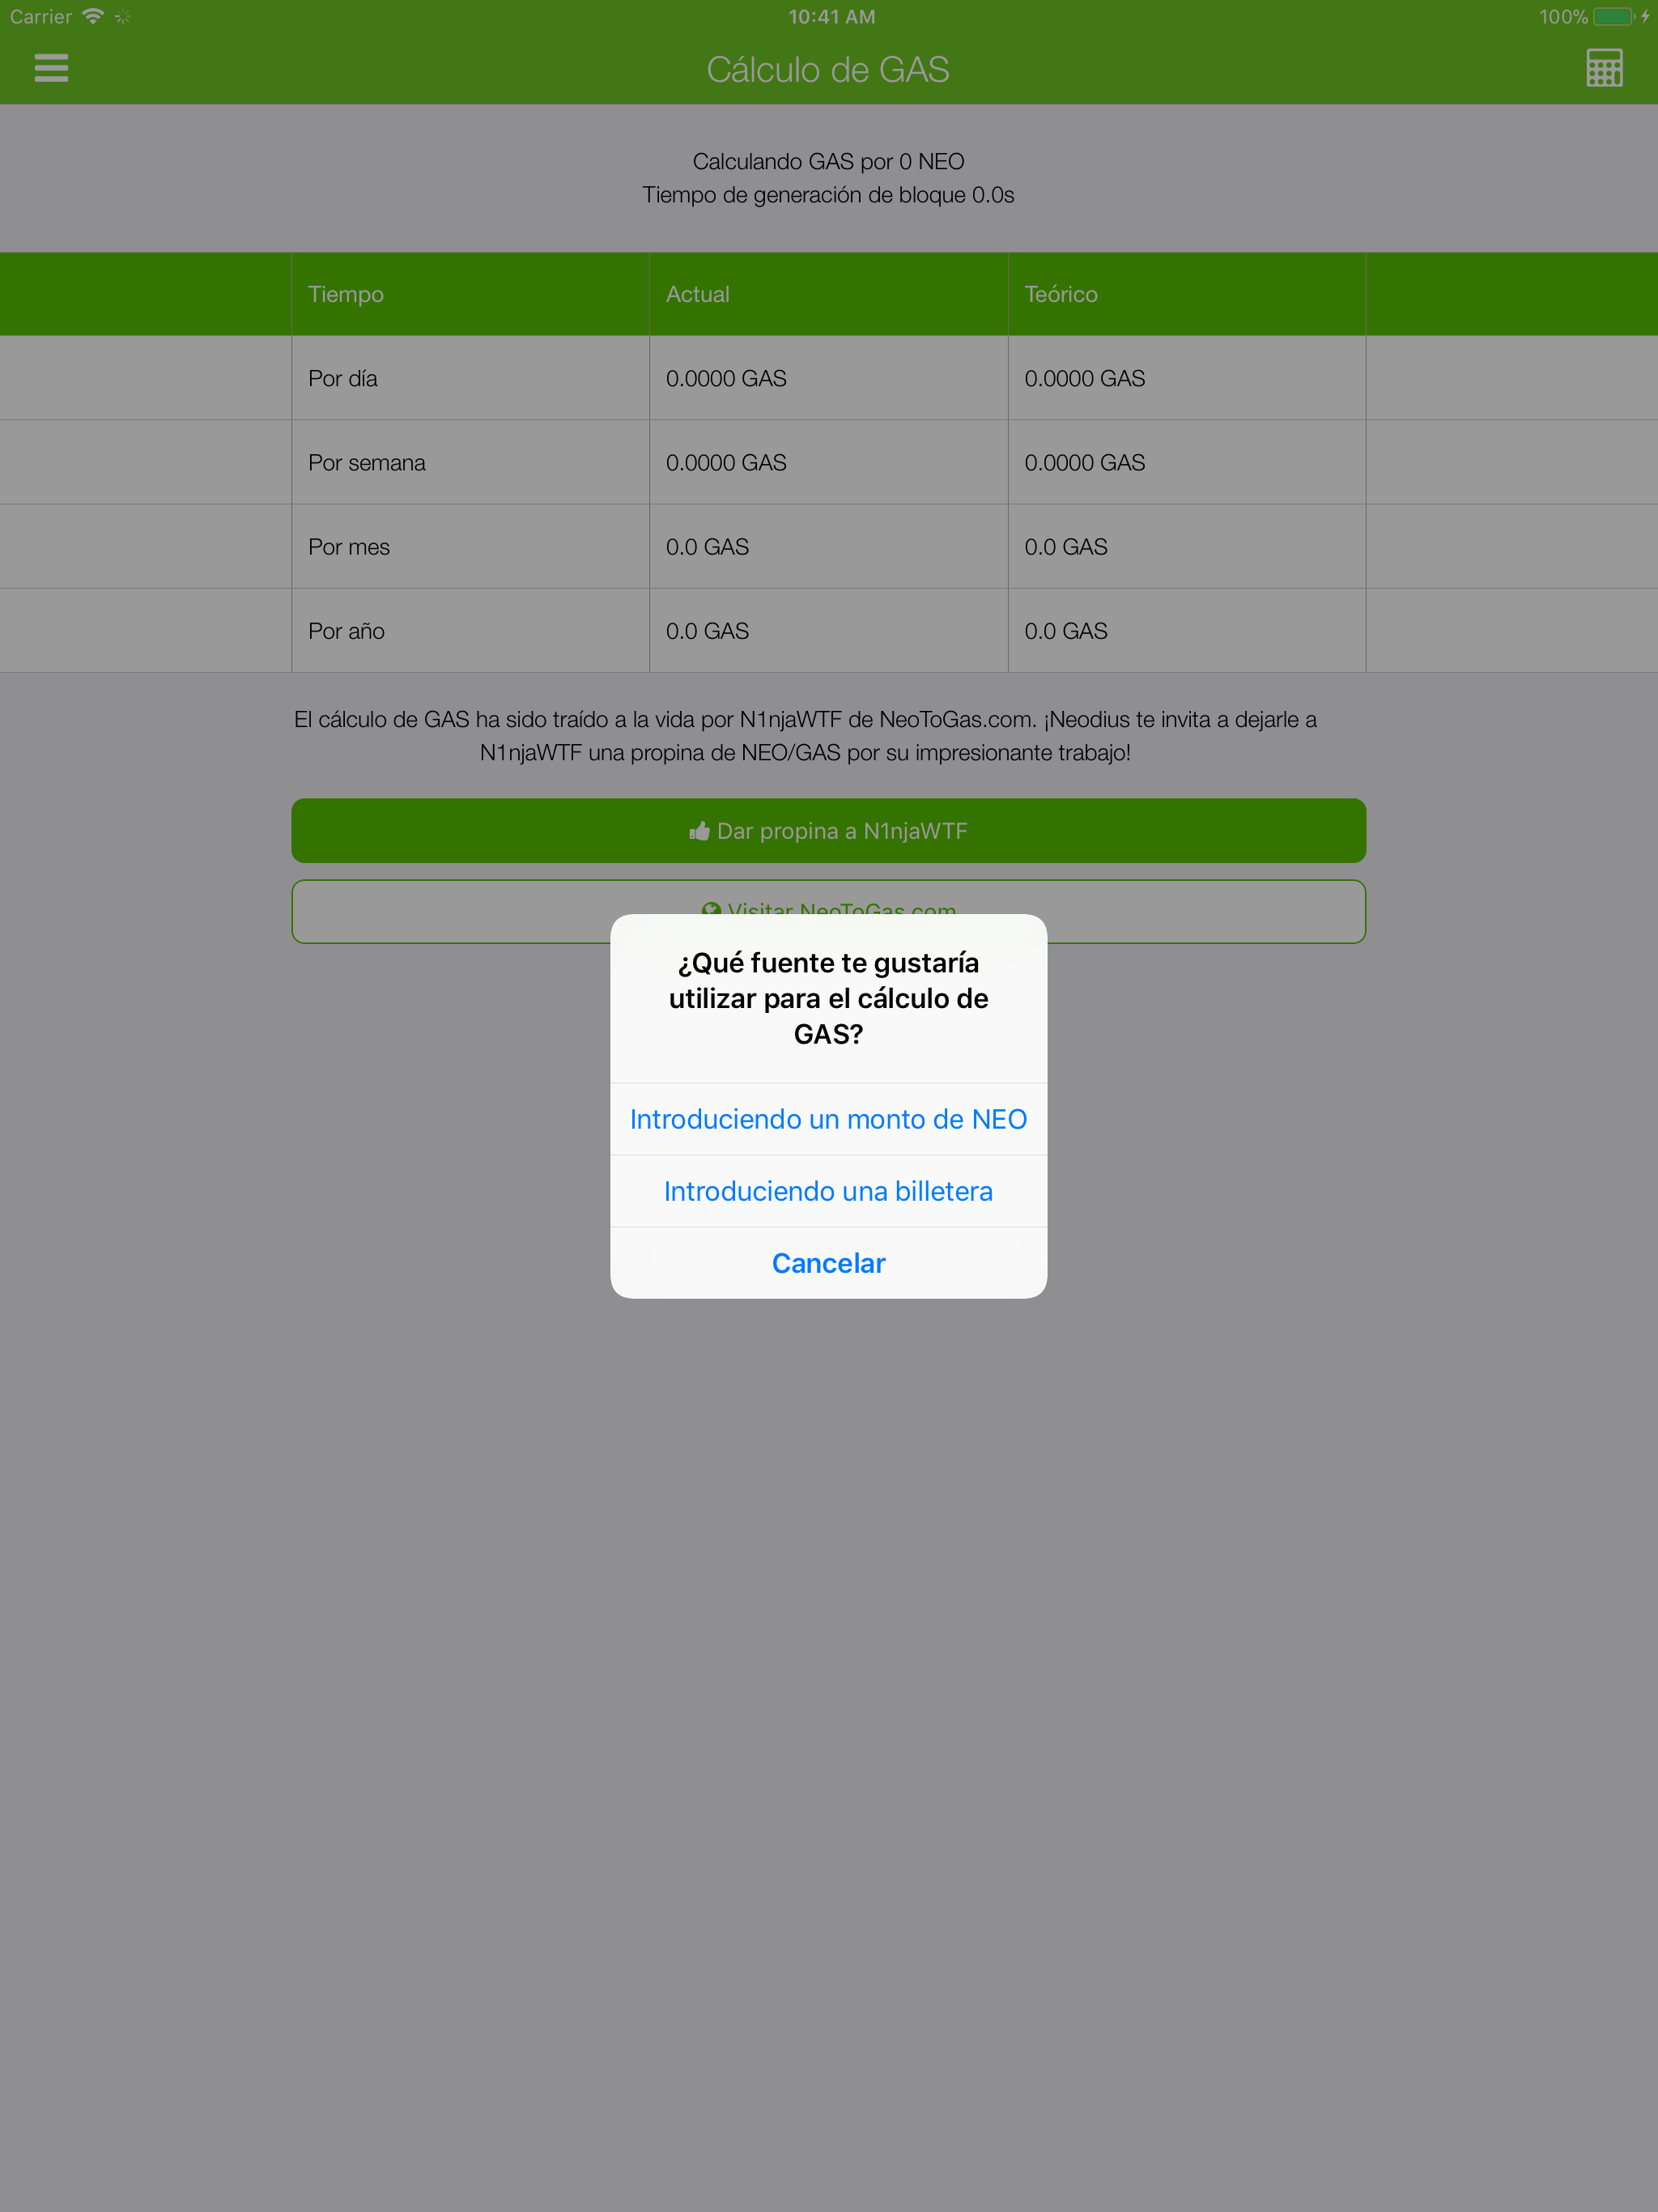 Carrier
10:41 AM
100%
Cálculo de GAS
Calculando GAS por 0 NEO
Tiempo de generación de bloque 0.0s
Tiempo Actual Teórico
Por día 0.0000 GAS 0.0000 GAS
Por semana 0.0000 GAS 0.0000 GAS
Por mes 0.0 GAS 0.0 GAS
Por año 0.0 GAS 0.0 GAS
El cálculo de GAS ha sido traído a la vida por N1njaWTF de NeoToGas.com. ¡Neodius te invita a dejarle a
N1njaWTF una propina de NEO/GAS por su impresionante trabajo!
Dar propina a N1njaWTF
Visitar NeoToGas.com
¿Qué fuente te gustaría
utilizar para el cálculo de
GAS?
Introduciendo un monto de NEO
Introduciendo una billetera
Cancelar